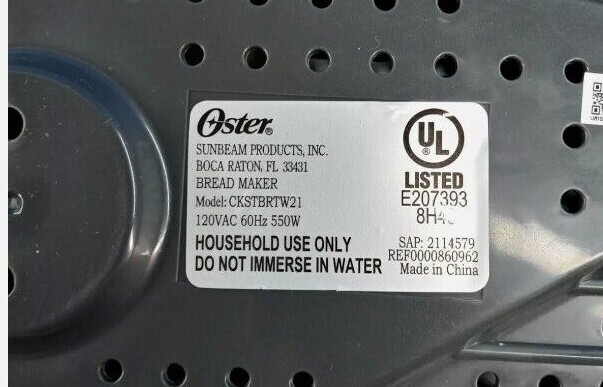 Oster®
SUNBEAM PRODUCTS, INC.
BOCA RATON, FL 33431
BREAD MAKER
Model: CKSTBRTW21
120VAC 60Hz 550W
HOUSEHOLD USE ONLY
DO NOT IMMERSE IN WATER
UL®
LISTED
E207393
SAP: 2114579
REF0000860962
Made in China